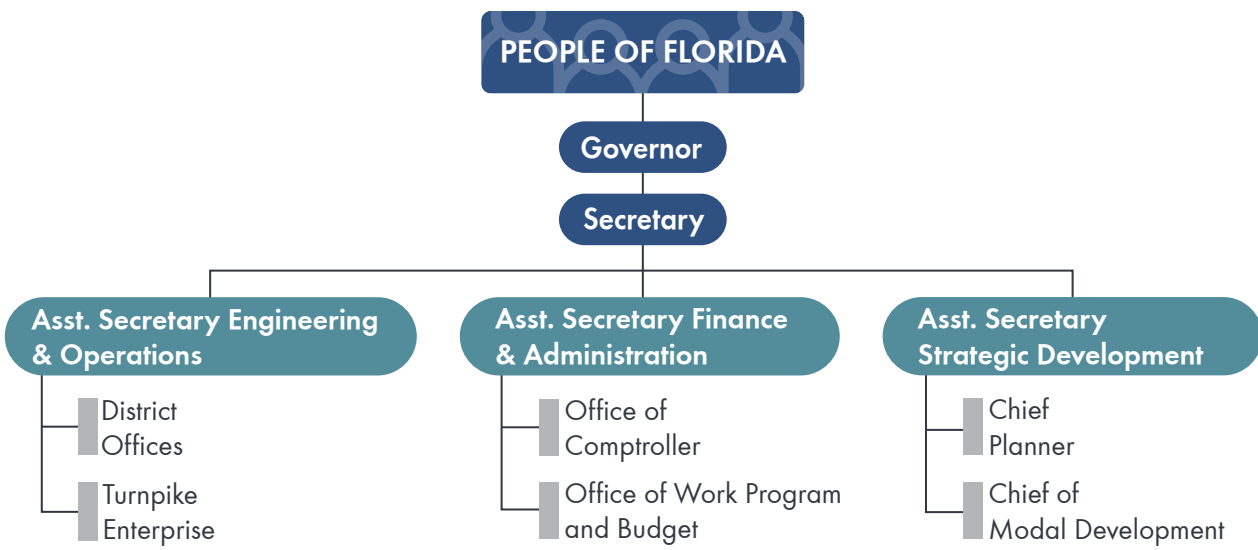 PEOPLE OF FLORIDA
Governor
Secretary
Asst. Secretary Engineering
& Operations
District
Offices
Turnpike
Enterprise
Asst. Secretary Finance
& Administration
Office of
Comptroller
Office of Work Program
and Budget
Asst. Secretary
Strategic Development
Chief
Planner
Chief of
Modal Development